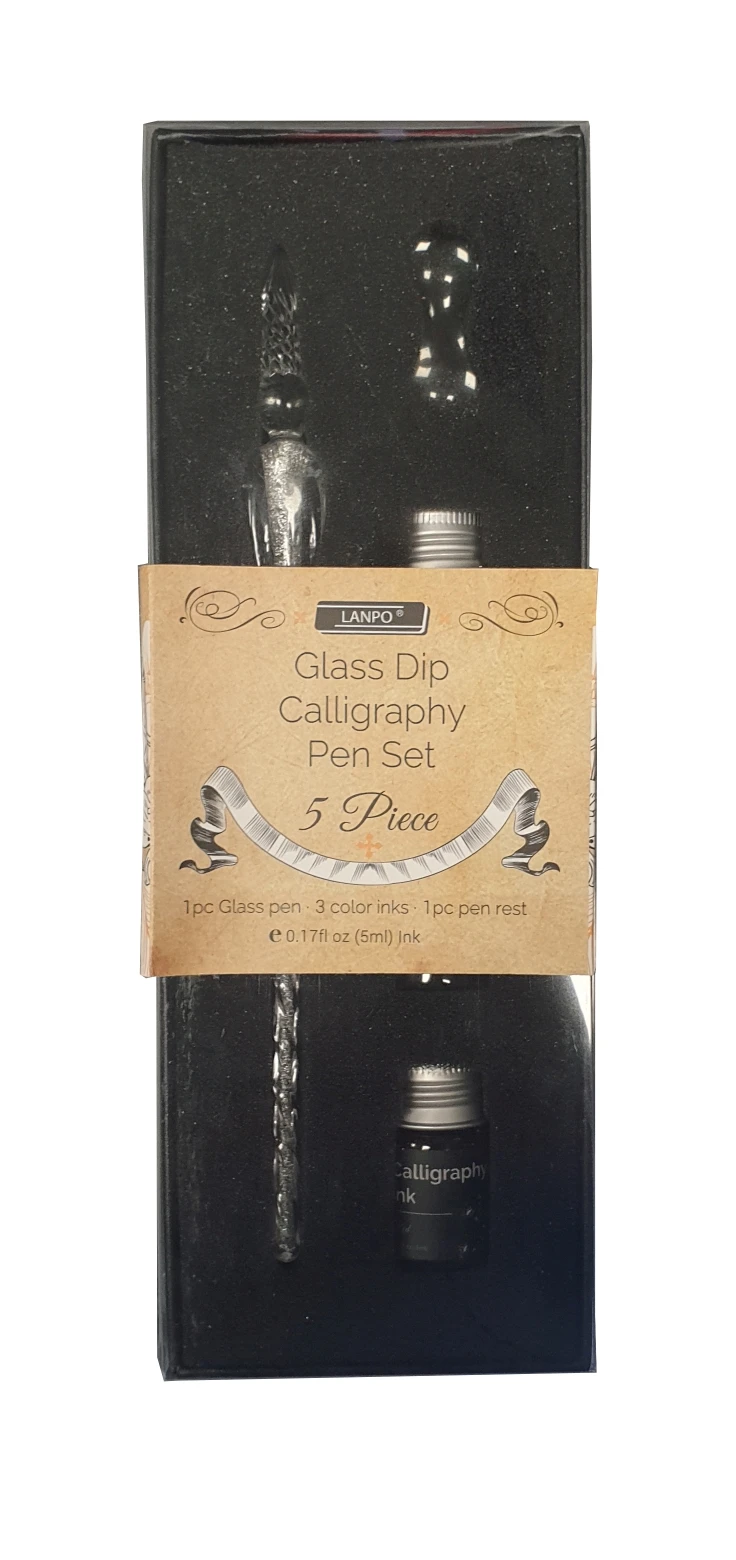 LANPO®
Glass Dip
Calligraphy
Pen Set
5 Piece
1pc Glass pen · 3 color inks · 1pc pen rest
℮ 0.17fl oz (5ml) Ink
Calligraphy
nk